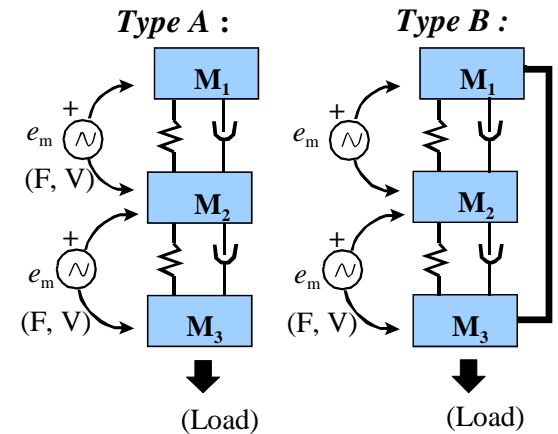 Type A :
M₁
+
eₘ
(F, V)
M₂
+
eₘ
(F, V)
M₃
(Load)
Type B :
M₁
+
eₘ
M₂
+
eₘ
(F, V)
M₃
(Load)